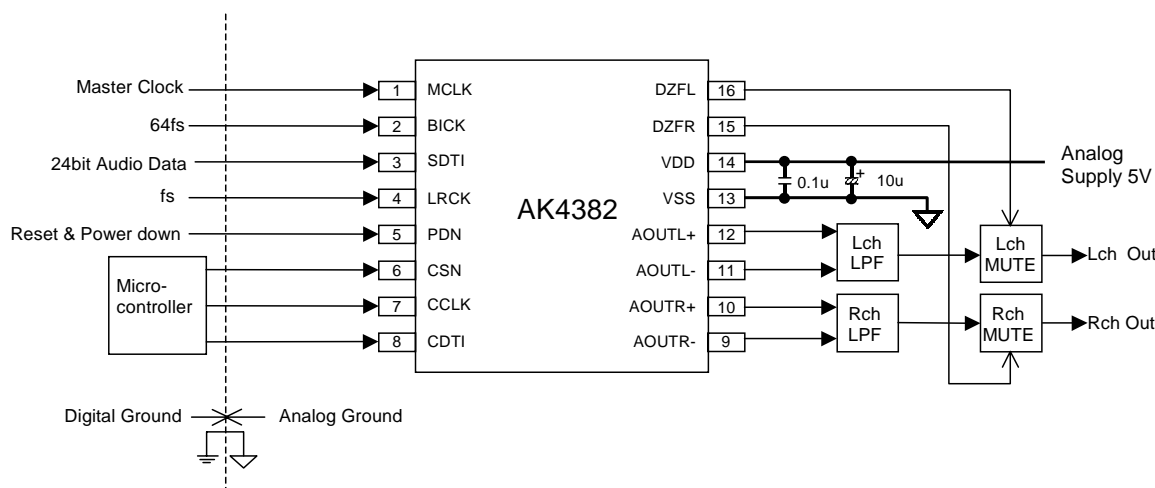 Master Clock
64fs
24bit Audio Data
fs
Reset & Power down
Micro-
controller
1 MCLK
2 BICK
3 SDTI
4 LRCK
5 PDN
6 CSN
7 CCLK
8 CDTI
AK4382
DZFL 16
DZFR 15
VDD 14
VSS 13
AOUTL+ 12
AOUTL- 11
AOUTR+ 10
AOUTR- 9
0.1u
+
10u
Analog
Supply 5V
Lch
LPF
Lch
MUTE
Lch Out
Rch
LPF
Rch
MUTE
Rch Out
Digital Ground
Analog Ground